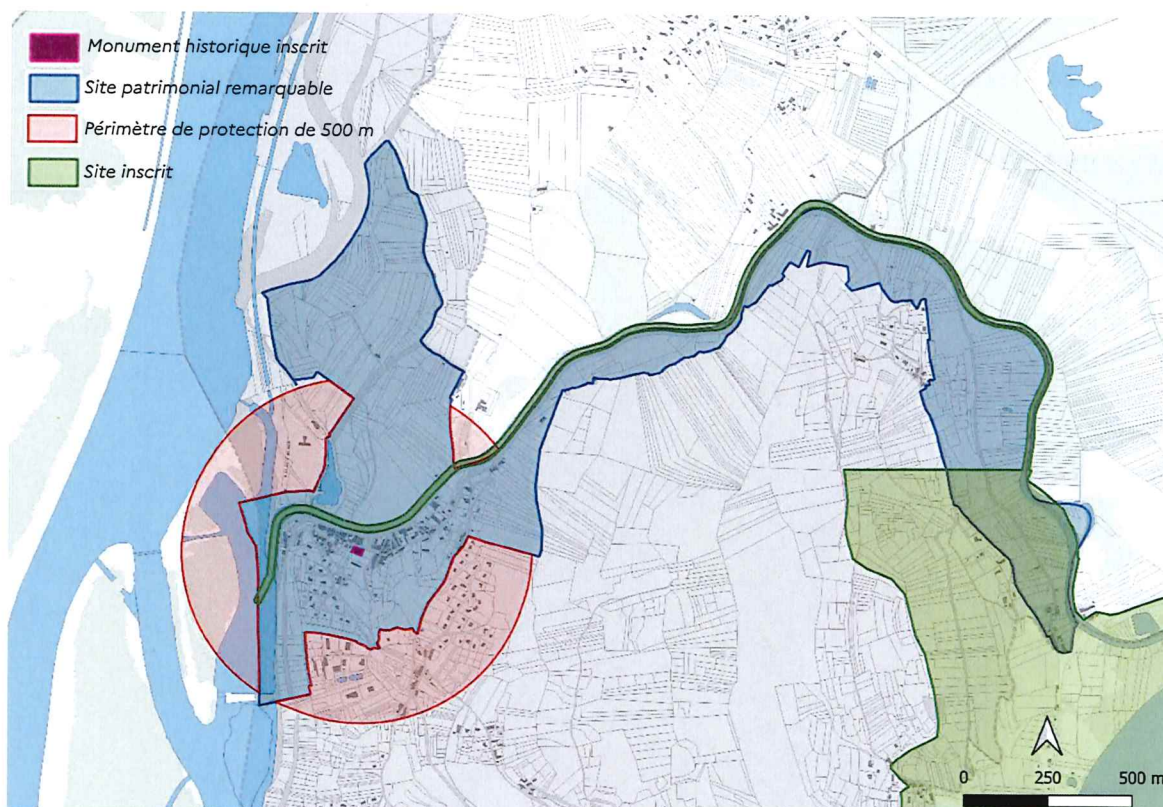 Monument historique inscrit
Site patrimonial remarquable
Périmètre de protection de 500 m
Site inscrit
0 250 500 m